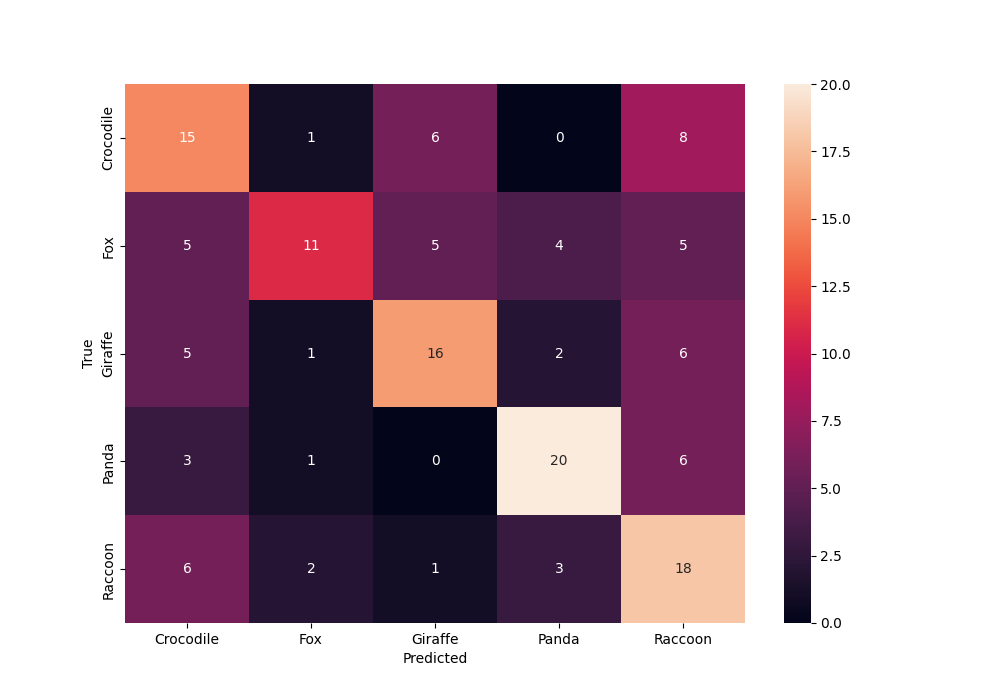 Crocodile 15 1 6 0 8
Fox 5 11 5 4 5
Giraffe 5 1 16 2 6
Panda 3 1 0 20 6
Raccoon 6 2 1 3 18
True
Crocodile Fox Giraffe Panda Raccoon
Predicted
20.0
17.5
15.0
12.5
10.0
7.5
5.0
2.5
0.0